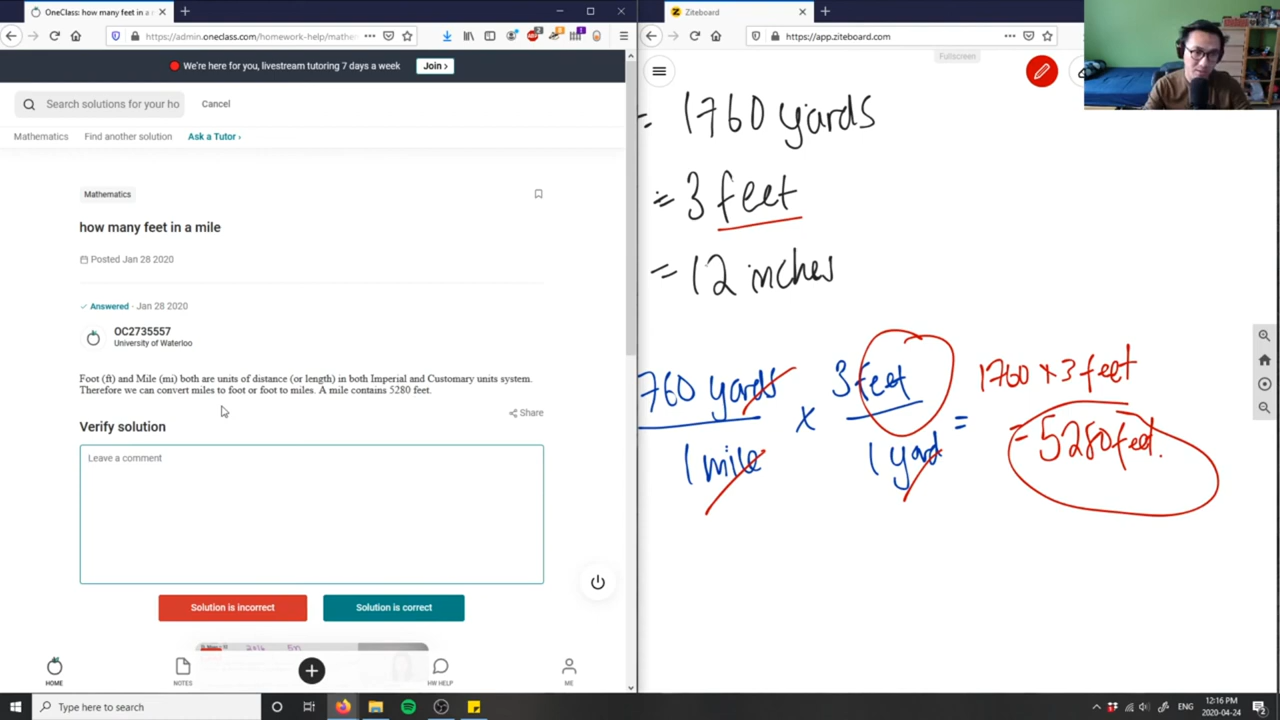 OneClass: how many feet in a m
https://admin.oneclass.com/homework-help/mathe
We're here for you, livestream tutoring 7 days a week
Join ›
Search solutions for your ho
Cancel
Mathematics
Find another solution
Ask a Tutor ›
Mathematics
how many feet in a mile
Posted Jan 28 2020
Answered - Jan 28 2020
OC2735557
University of Waterloo
Foot (ft) and Mile (mi) both are units of distance (or length) in both Imperial and Customary units system.
Therefore we can convert miles to foot or foot to miles. A mile contains 5280 feet.
Share
Verify solution
Leave a comment
Solution is incorrect
Solution is correct
HOME
NOTES
HW HELP
ME
Ziteboard
https://app.ziteboard.com
Fullscreen
= 1760 yards
= 3 feet
= 12 inches
760 yards
1 mile
×
3 feet
1 yard
=
1760 × 3 feet
= 5280 feet.
Type here to search
ENG
12:16 PM
2020-04-24
2